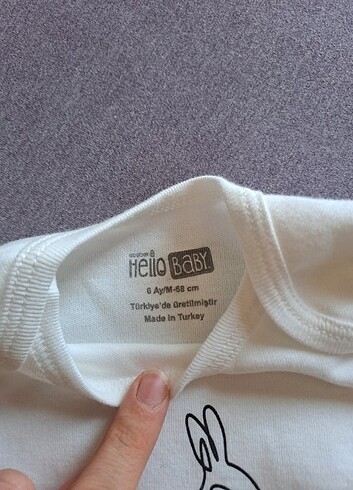 Hello BABY.
6 Ay/M-68 cm
Türkiye'de üretilmiştir
Made in Turkey